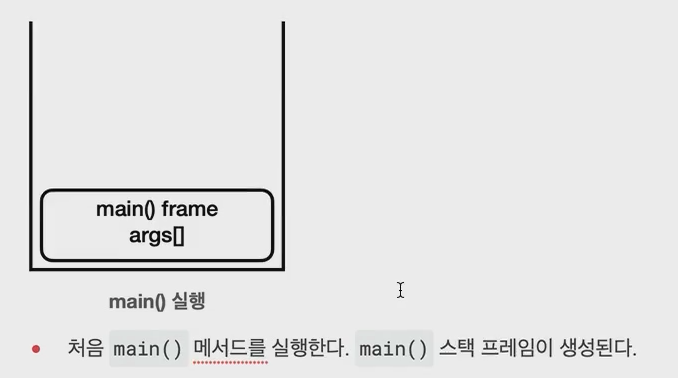 main() frame
args[]
main() 실행
처음 main() 메서드를 실행한다. main() 스택 프레임이 생성된다.